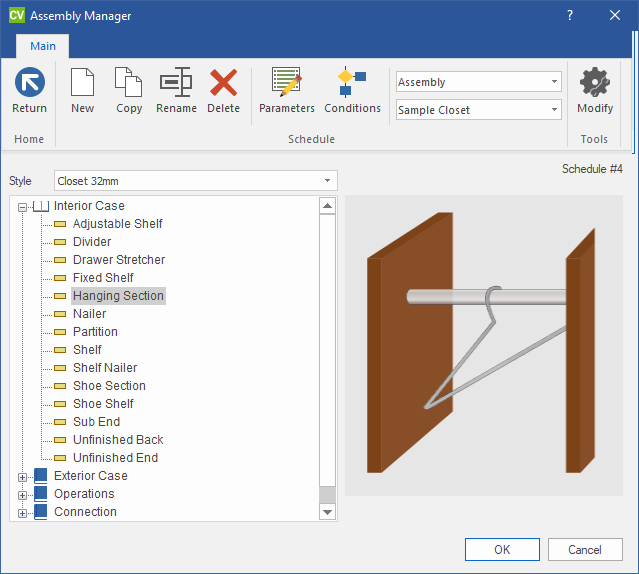 CV Assembly Manager ?
Main
Return
New
Copy
Rename
Delete
Parameters
Conditions
Assembly
Sample Closet
Modify
Home
Schedule
Tools
Schedule #4
Style
Closet 32mm
Interior Case
Adjustable Shelf
Divider
Drawer Stretcher
Fixed Shelf
Hanging Section
Nailer
Partition
Shelf
Shelf Nailer
Shoe Section
Shoe Shelf
Sub End
Unfinished Back
Unfinished End
Exterior Case
Operations
Connection
OK
Cancel